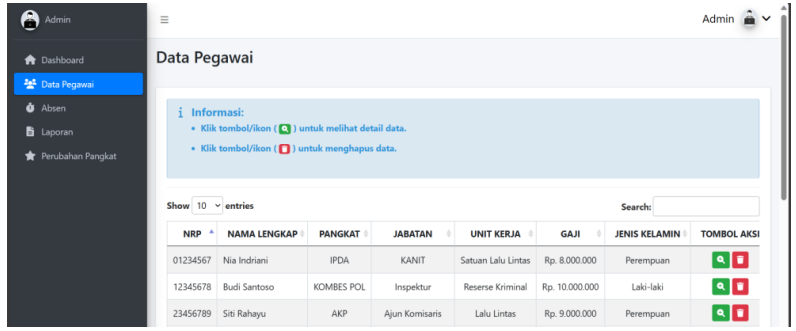 Admin
Admin
Dashboard
Data Pegawai
Absen
Laporan
Perubahan Pangkat
Data Pegawai
i Informasi:
• Klik tombol/ikon ( ) untuk melihat detail data.
• Klik tombol/ikon ( ) untuk menghapus data.
Show 10 entries Search:
NRP NAMA LENGKAP PANGKAT JABATAN UNIT KERJA GAJI JENIS KELAMIN TOMBOL AKSI
01234567 Nia Indriani IPDA KANIT Satuan Lalu Lintas Rp. 8.000.000 Perempuan
12345678 Budi Santoso KOMBES POL Inspektur Reserse Kriminal Rp. 10.000.000 Laki-laki
23456789 Siti Rahayu AKP Ajun Komisaris Lalu Lintas Rp. 9.000.000 Perempuan